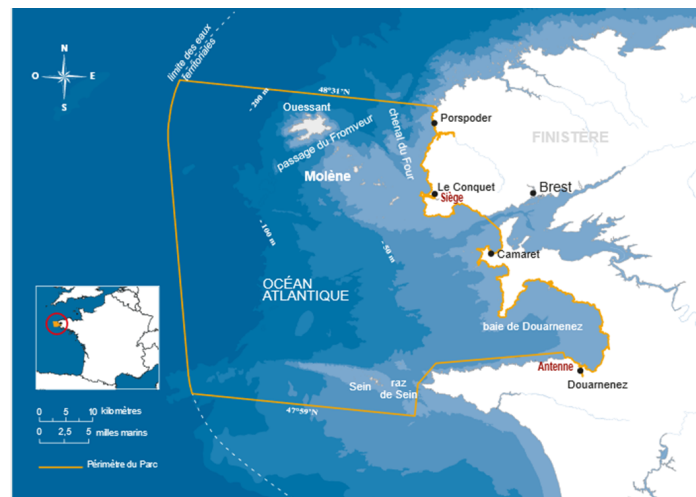 limite des eaux
territoriales
N
O
E
S
48°31'N
- 200 m
Ouessant
passage du Fromveur
chenal du Four
Porspoder
FINISTÈRE
Molène
Le Conquet
Siège
Brest
- 100 m
- 50 m
Camaret
OCÉAN
ATLANTIQUE
baie de Douarnenez
Sein
raz
de Sein
Antenne
Douarnenez
47°59'N
0 5 10 kilomètres
0 2,5 5 milles marins
Périmètre du Parc